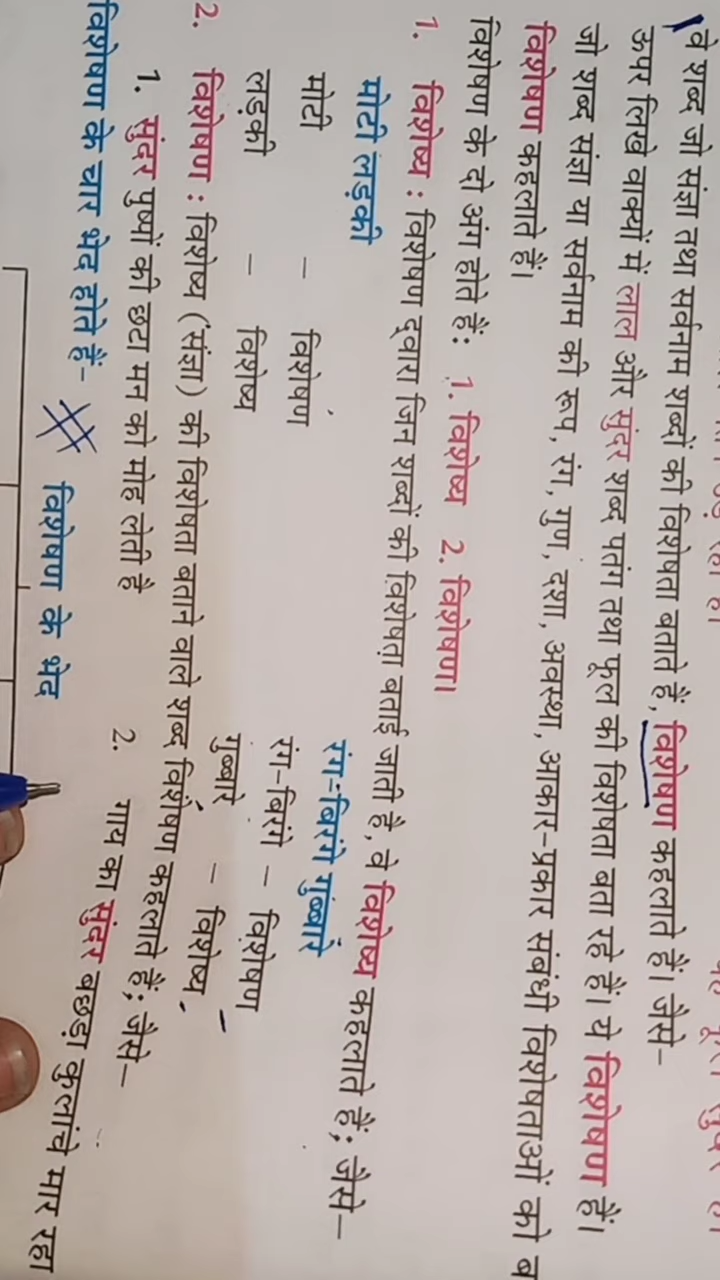 वे शब्द जो संज्ञा तथा सर्वनाम शब्दों की विशेषता बताते हैं, विशेषण कहलाते हैं। जैसे–
ऊपर लिखे वाक्यों में लाल और सुंदर शब्द पतंग तथा फूल की विशेषता बता रहे हैं। ये विशेषण हैं।
जो शब्द संज्ञा या सर्वनाम की रूप, रंग, गुण, दशा, अवस्था, आकार-प्रकार संबंधी विशेषताओं को ब
विशेषण कहलाते हैं।
विशेषण के दो अंग होते हैं: 1. विशेष्य 2. विशेषण।
1. विशेष्य : विशेषण द्वारा जिन शब्दों की विशेषता बताई जाती है, वे विशेष्य कहलाते हैं; जैसे–
मोटी लड़की रंग-बिरंगे गुब्बारे
मोटी – विशेषण रंग-बिरंगे – विशेषण
लड़की – विशेष्य गुब्बारे – विशेष्य
2. विशेषण : विशेष्य (संज्ञा) की विशेषता बताने वाले शब्द विशेषण कहलाते हैं; जैसे–
1. सुंदर पुष्पों की छटा मन को मोह लेती है 2. गाय का सुंदर बछड़ा कुलांचे मार रहा
विशेषण के चार भेद होते हैं-
विशेषण के भेद